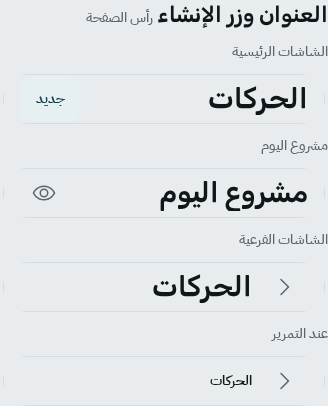 العنوان وزر الإنشاء رأس الصفحة
الشاشات الرئيسية
الحركات جديد
مشروع اليوم
مشروع اليوم
الشاشات الفرعية
الحركات
عند التمرير
الحركات